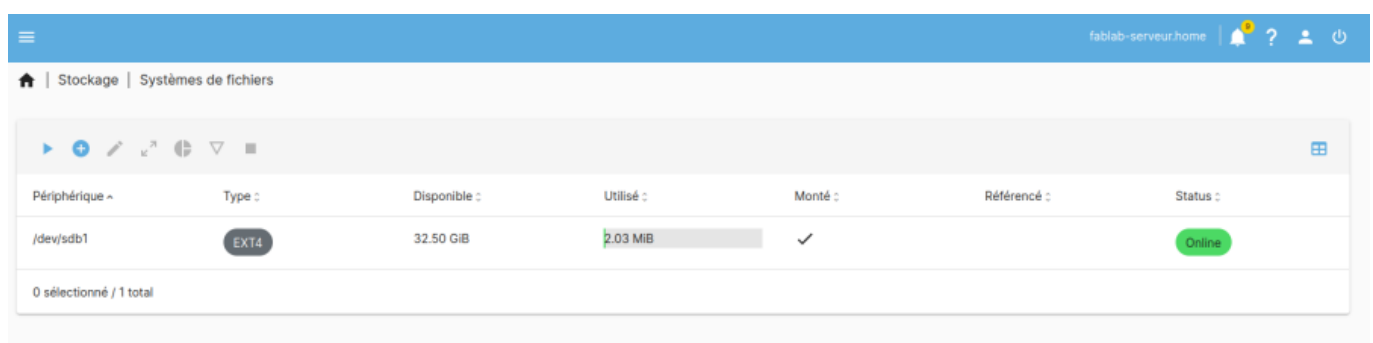 fablab-serveur.home | 9 ?
| Stockage | Systèmes de fichiers
Périphérique Type Disponible Utilisé Monté Référencé Status
/dev/sdb1 EXT4 32.50 GiB 2.03 MiB Online
0 sélectionné / 1 total